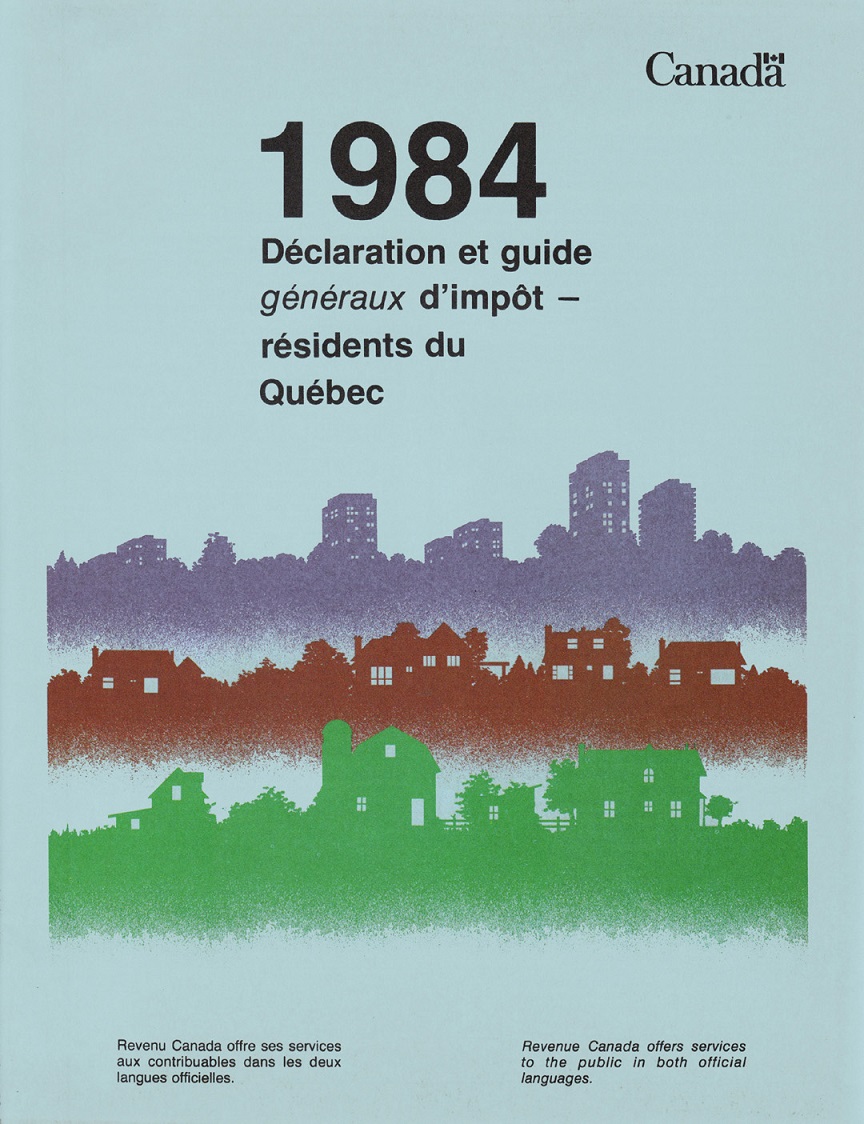 Canada
1984
Déclaration et guide
généraux d'impôt –
résidents du
Québec
Revenu Canada offre ses services
aux contribuables dans les deux
langues officielles.
Revenue Canada offers services
to the public in both official
languages.